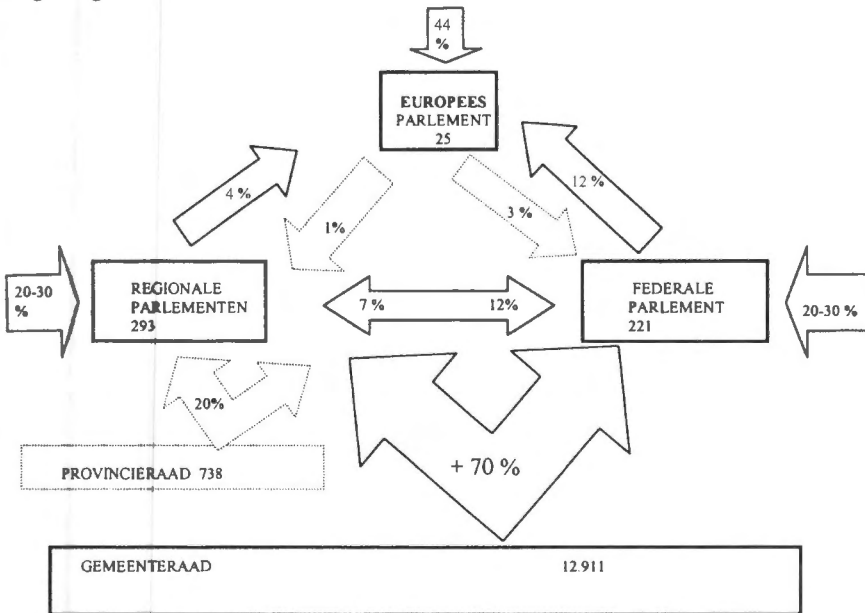 44
%
EUROPEES
PARLEMENT
25
4 %
1%
3 %
12 %
20-30
%
REGIONALE
PARLEMENTEN
293
7 %
12%
FEDERALE
PARLEMENT
221
20-30 %
20%
+ 70 %
PROVINCIERAAD 738
GEMEENTERAAD 12.911